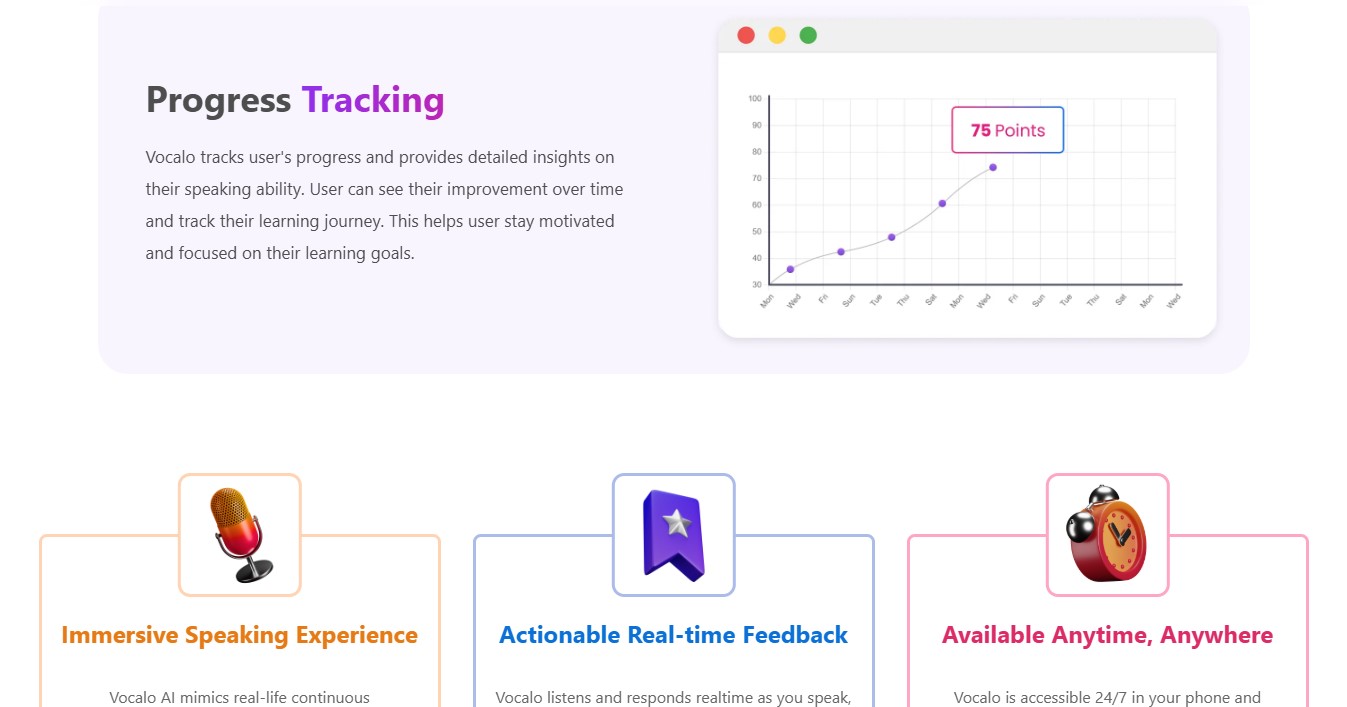 Progress Tracking
Vocalo tracks user's progress and provides detailed insights on
their speaking ability. User can see their improvement over time
and track their learning journey. This helps user stay motivated
and focused on their learning goals.
100
90
80
70
60
50
40
30
75 Points
Mon Wed Fri Sun Tue Thu Sat Mon Wed Fri Sun Tue Thu Sat Mon Wed
Immersive Speaking Experience
Vocalo AI mimics real-life continuous
Actionable Real-time Feedback
Vocalo listens and responds realtime as you speak,
Available Anytime, Anywhere
Vocalo is accessible 24/7 in your phone and